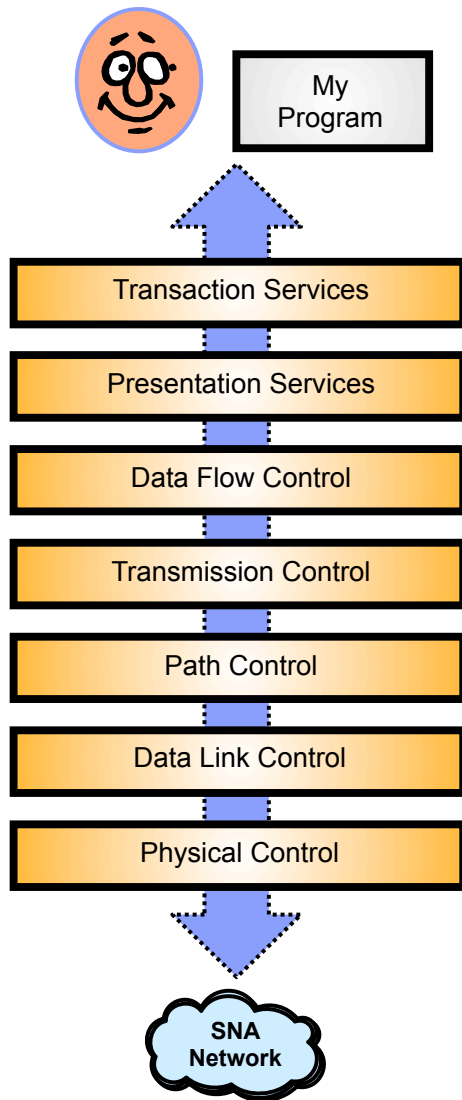 My
Program
Transaction Services
Presentation Services
Data Flow Control
Transmission Control
Path Control
Data Link Control
Physical Control
SNA
Network